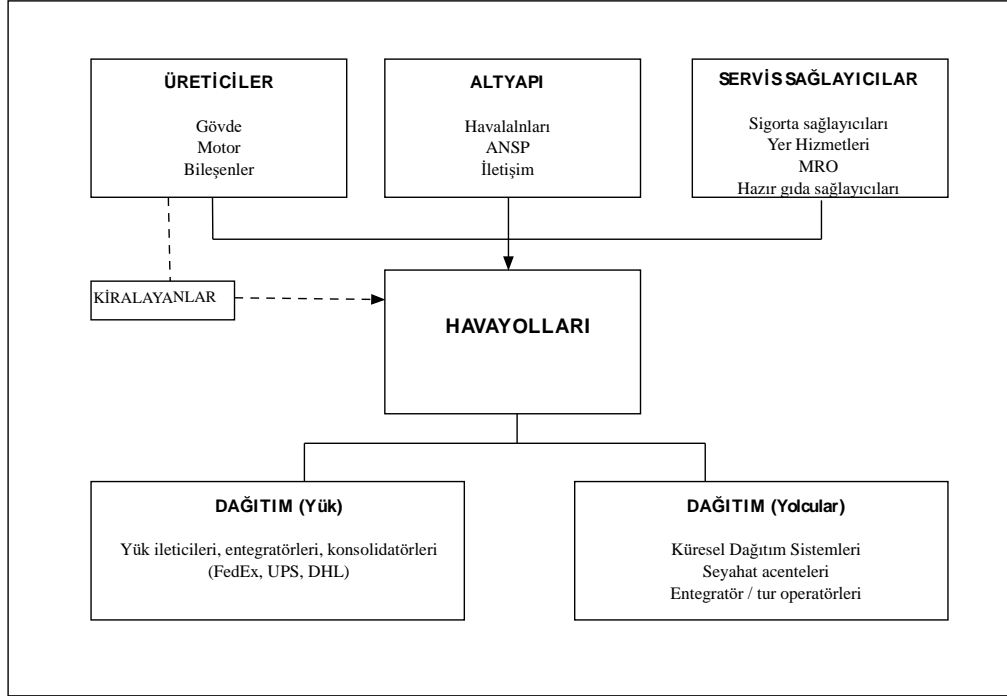 ÜRETİCİLER
Gövde
Motor
Bileşenler
ALTYAPI
Havalalnları
ANSP
İletişim
SERVİS SAĞLAYICILAR
Sigorta sağlayıcıları
Yer Hizmetleri
MRO
Hazır gıda sağlayıcıları
KİRALAYANLAR
HAVAYOLLARI
DAĞITIM (Yük)
Yük ileticileri, entegratörleri, konsolidatörleri
(FedEx, UPS, DHL)
DAĞITIM (Yolcular)
Küresel Dağıtım Sistemleri
Seyahat acenteleri
Entegratör / tur operatörleri